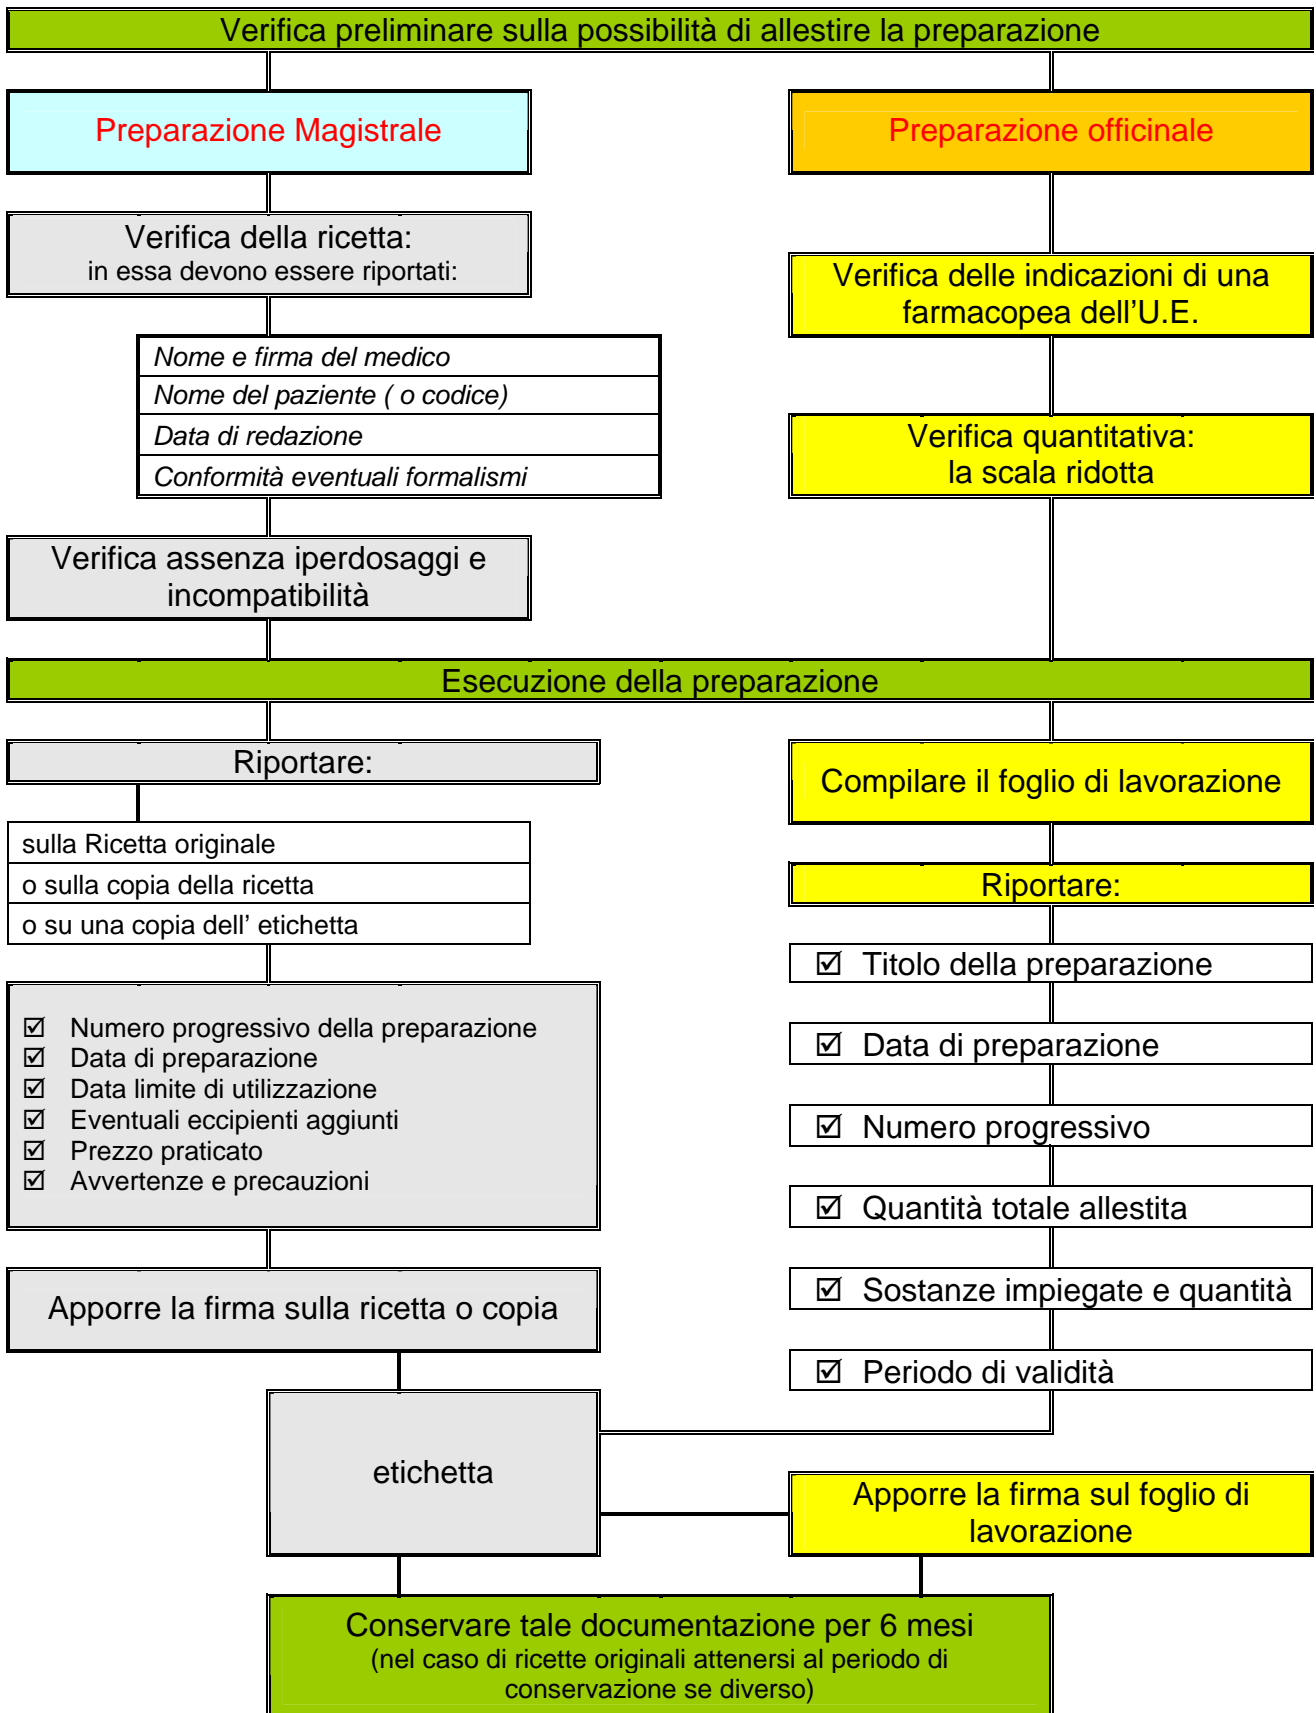 Verifica preliminare sulla possibilità di allestire la preparazione
Preparazione Magistrale
Verifica della ricetta:
in essa devono essere riportati:
Nome e firma del medico
Nome del paziente ( o codice)
Data di redazione
Conformità eventuali formalismi
Verifica assenza iperdosaggi e
incompatibilità
Preparazione officinale
Verifica delle indicazioni di una
farmacopea dell'U.E.
Verifica quantitativa:
la scala ridotta
Esecuzione della preparazione
Riportare:
sulla Ricetta originale
o sulla copia della ricetta
o su una copia dell' etichetta
☑ Numero progressivo della preparazione
☑ Data di preparazione
☑ Data limite di utilizzazione
☑ Eventuali eccipienti aggiunti
☑ Prezzo praticato
☑ Avvertenze e precauzioni
Apporre la firma sulla ricetta o copia
Compilare il foglio di lavorazione
Riportare:
☑ Titolo della preparazione
☑ Data di preparazione
☑ Numero progressivo
☑ Quantità totale allestita
☑ Sostanze impiegate e quantità
☑ Periodo di validità
etichetta
Apporre la firma sul foglio di
lavorazione
Conservare tale documentazione per 6 mesi
(nel caso di ricette originali attenersi al periodo di
conservazione se diverso)